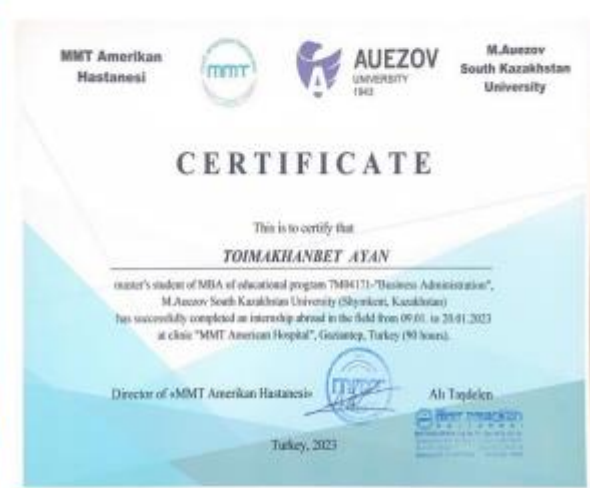 MMT Amerikan
Hastanesi
mmt
AUEZOV
UNIVERSITY
1943
M.Auezov
South Kazakhstan
University
CERTIFICATE
This is to certify that
TOIMAKHANBET AYAN
master's student of MBA of educational program 7M04171-"Business Administration",
M.Auezov South Kazakhstan University (Shymkent, Kazakhstan)
has successfully completed an internship abroad in the field from 09.01. to 20.01.2023
at clinic "MMT American Hospital", Gaziantep, Turkey (90 hours).
Director of «MMT Amerikan Hastanesi»
mmt
Alı Taşdelen
Turkey, 2023